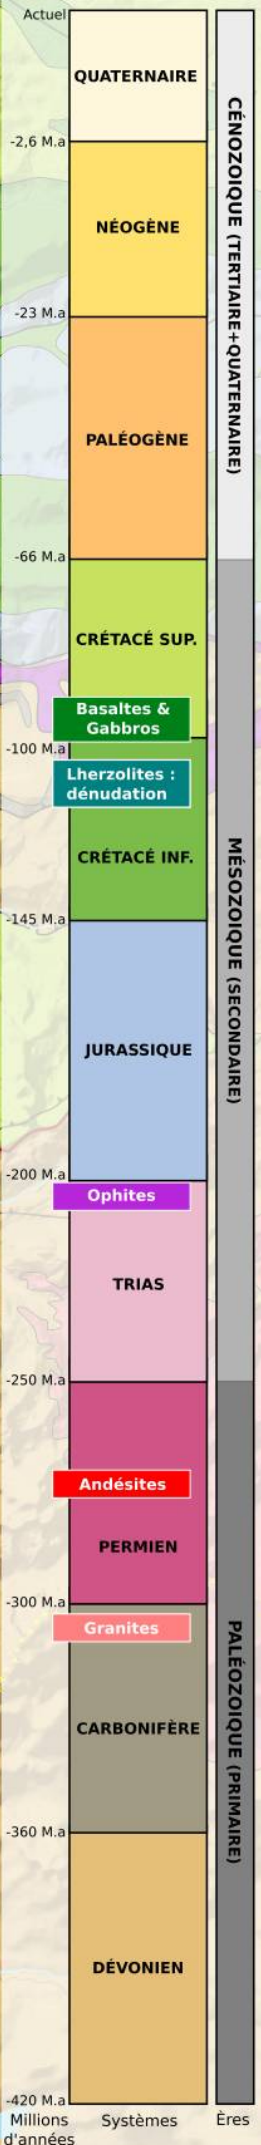 Actuel
QUATERNAIRE
-2,6 M.a
NÉOGÈNE
-23 M.a
PALÉOGÈNE
CÉNOZOIQUE (TERTIAIRE+QUATERNAIRE)
-66 M.a
CRÉTACÉ SUP.
Basaltes &
Gabbros
-100 M.a
Lherzolites :
dénudation
CRÉTACÉ INF.
-145 M.a
JURASSIQUE
MÉSOZOIQUE (SECONDAIRE)
-200 M.a
Ophites
TRIAS
-250 M.a
Andésites
PERMIEN
-300 M.a
Granites
CARBONIFÈRE
PALÉOZOIQUE (PRIMAIRE)
-360 M.a
DÉVONIEN
-420 M.a
Millions
d'années
Systèmes
Ères